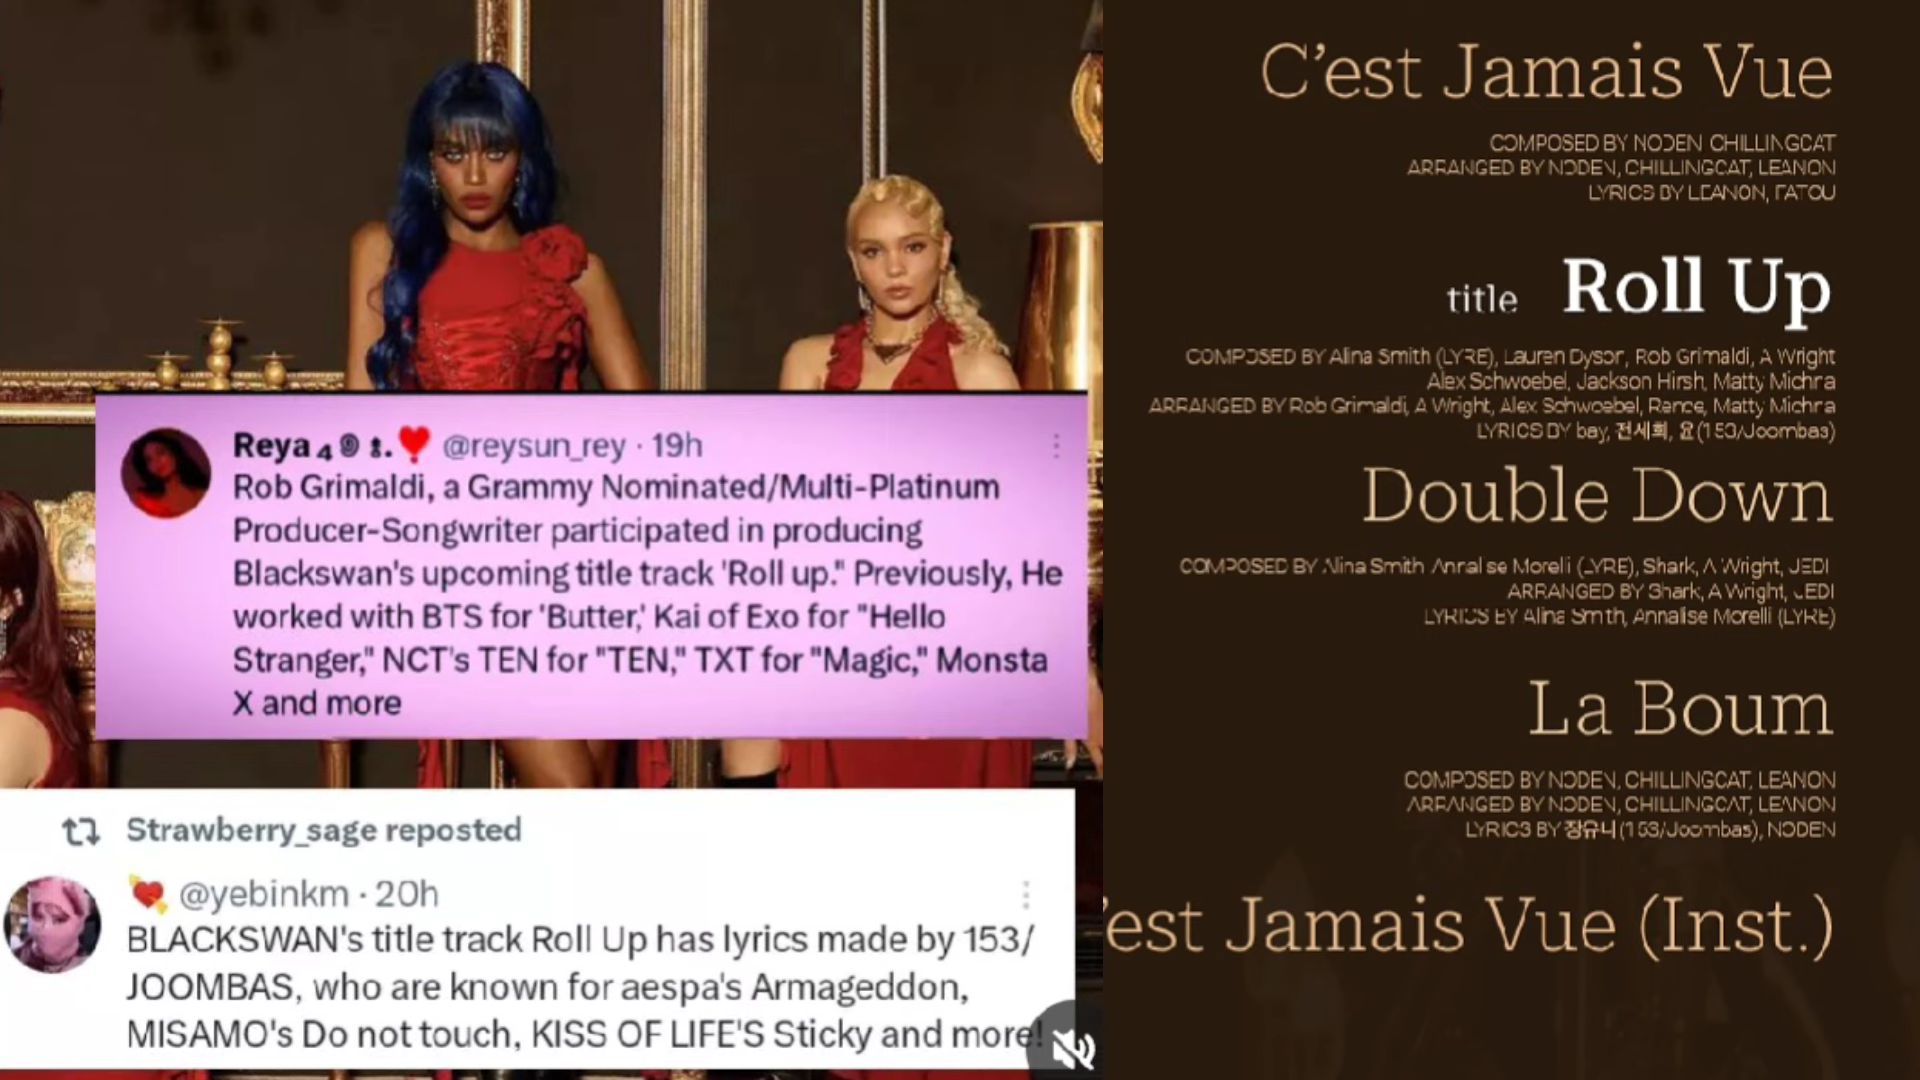 Reya 4 ⑨ ⁝.❤️ @reysun_rey · 19h
Rob Grimaldi, a Grammy Nominated/Multi-Platinum
Producer-Songwriter participated in producing
Blackswan's upcoming title track 'Roll up." Previously, He
worked with BTS for 'Butter,' Kai of Exo for "Hello
Stranger," NCT's TEN for "TEN," TXT for "Magic," Monsta
X and more
Strawberry_sage reposted
💘 @yebinkm · 20h
BLACKSWAN's title track Roll Up has lyrics made by 153/
JOOMBAS, who are known for aespa's Armageddon,
MISAMO's Do not touch, KISS OF LIFE'S Sticky and more!
C'est Jamais Vue
COMPOSED BY NODEN CHILLINGCAT
ARRANGED BY NODEN, CHILLINGCAT, LEANON
LYRICS BY LEANON, FATOU
title Roll Up
COMPOSED BY Alina Smith (LYRE), Lauren Dyson, Rob Grimaldi, A Wright
Alex Schwoebel, Jackson Hirsh, Matty Michna
ARRANGED BY Rob Grimaldi, A Wright, Alex Schwoebel, Rence, Matty Michna
LYRICS BY bay, 전세희, 윤(153/Joombas)
Double Down
COMPOSED BY Alina Smith Annalise Morelli (LYRE), Shark, A Wright, JEDI
ARRANGED BY Shark, A Wright, JEDI
LYRICS BY Alina Smith, Annalise Morelli (LYRE)
La Boum
COMPOSED BY NODEN, CHILLINGCAT, LEANON
ARRANGED BY NODEN, CHILLINGCAT, LEANON
LYRICS BY 장유니(153/Joombas), NODEN
'est Jamais Vue (Inst.)